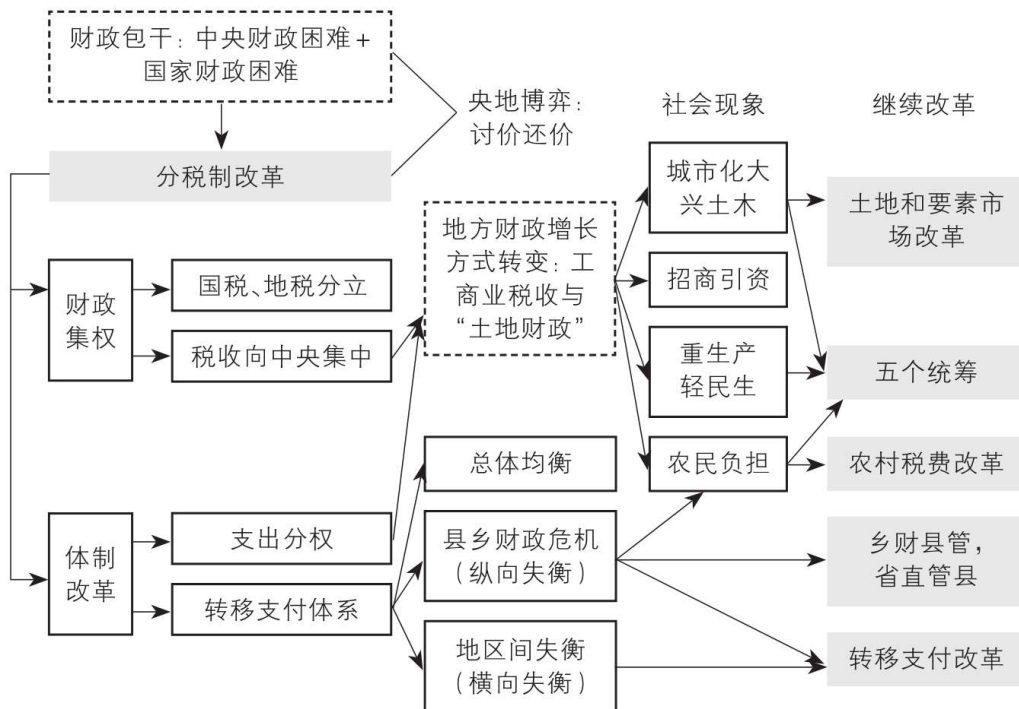 财政包干：中央财政困难+
国家财政困难
央地博弈：
讨价还价
社会现象
继续改革
分税制改革
城市化大
兴土木
土地和要素市
场改革
地方财政增长
方式转变：工
商业税收与
“土地财政”
财政
集权
国税、地税分立
招商引资
税收向中央集中
重生产
轻民生
五个统筹
总体均衡
农民负担
农村税费改革
体制
改革
支出分权
县乡财政危机
（纵向失衡）
乡财县管，
省直管县
转移支付体系
地区间失衡
（横向失衡）
转移支付改革